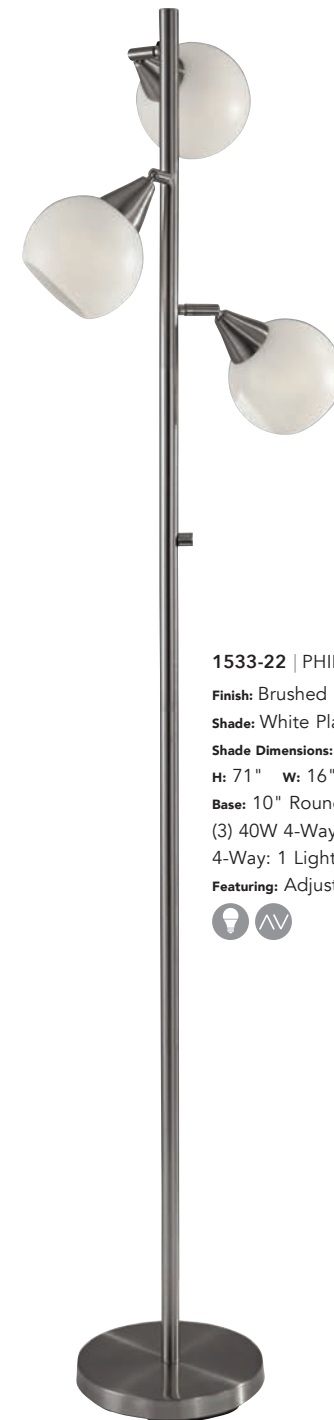 1533-22 | PHI
Finish: Brushed
Shade: White Pla
Shade Dimensions:
H: 71" W: 16"
Base: 10" Roun
(3) 40W 4-Way
4-Way: 1 Light
Featuring: Adjust